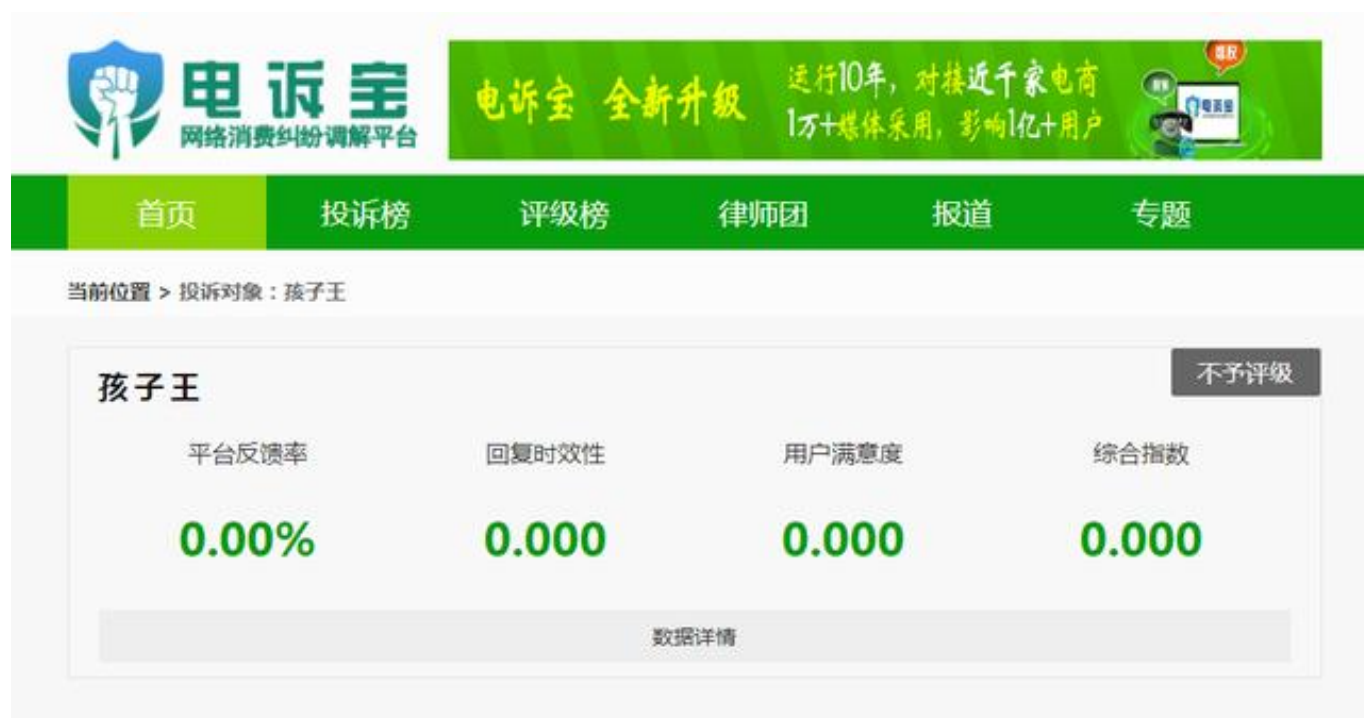 电诉宝
网络消费纠纷调解平台
电诉宝 全新升级
运行10年，对接近千家电商
1万+媒体采用，影响1亿+用户
维权
电诉宝
首页 投诉榜 评级榜 律师团 报道 专题
当前位置 > 投诉对象：孩子王
孩子王
不予评级
平台反馈率 回复时效性 用户满意度 综合指数
0.00% 0.000 0.000 0.000
数据详情